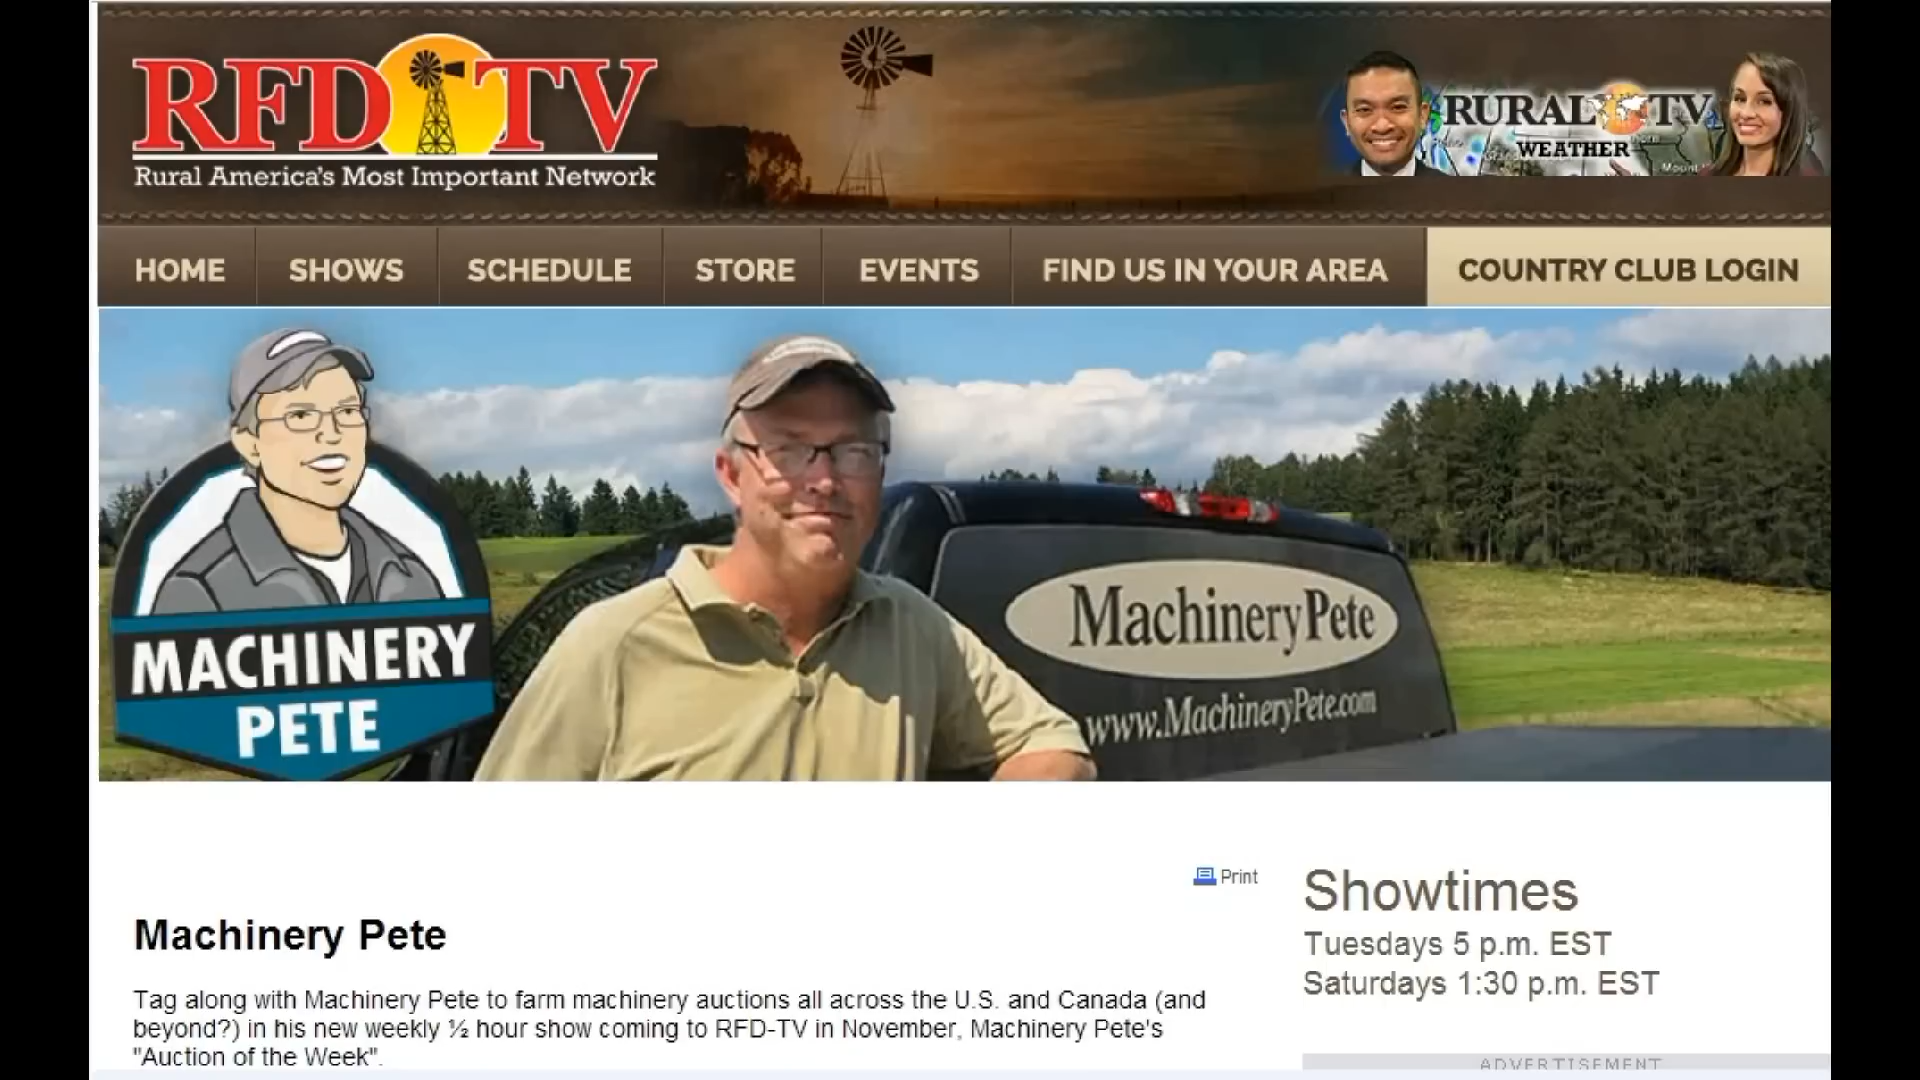 RFD TV
Rural America's Most Important Network
RURAL TV
WEATHER
HOME SHOWS SCHEDULE STORE EVENTS FIND US IN YOUR AREA COUNTRY CLUB LOGIN
MachineryPete
www.MachineryPete.com
MACHINERY
PETE
Print
Machinery Pete
Tag along with Machinery Pete to farm machinery auctions all across the U.S. and Canada (and
beyond?) in his new weekly ½ hour show coming to RFD-TV in November, Machinery Pete's
"Auction of the Week".
Showtimes
Tuesdays 5 p.m. EST
Saturdays 1:30 p.m. EST
ADVERTISEMENT